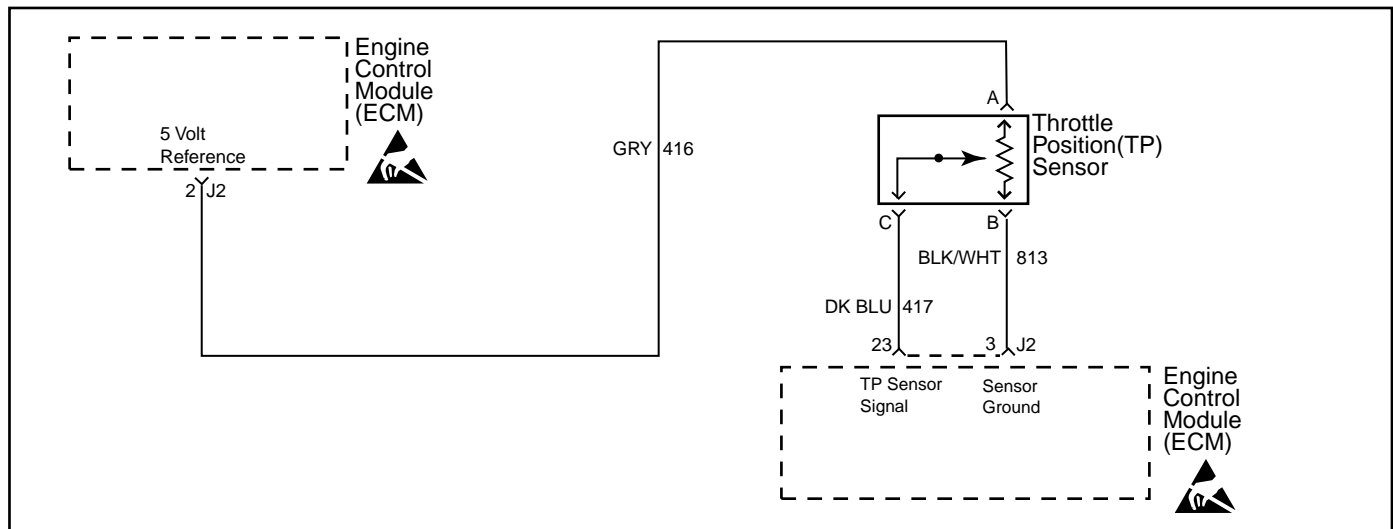 Engine
Control
Module
(ECM)
5 Volt
Reference
2 J2
GRY 416
A
Throttle
Position(TP)
Sensor
C B
BLK/WHT 813
DK BLU 417
23 3 J2
TP Sensor
Signal
Sensor
Ground
Engine
Control
Module
(ECM)